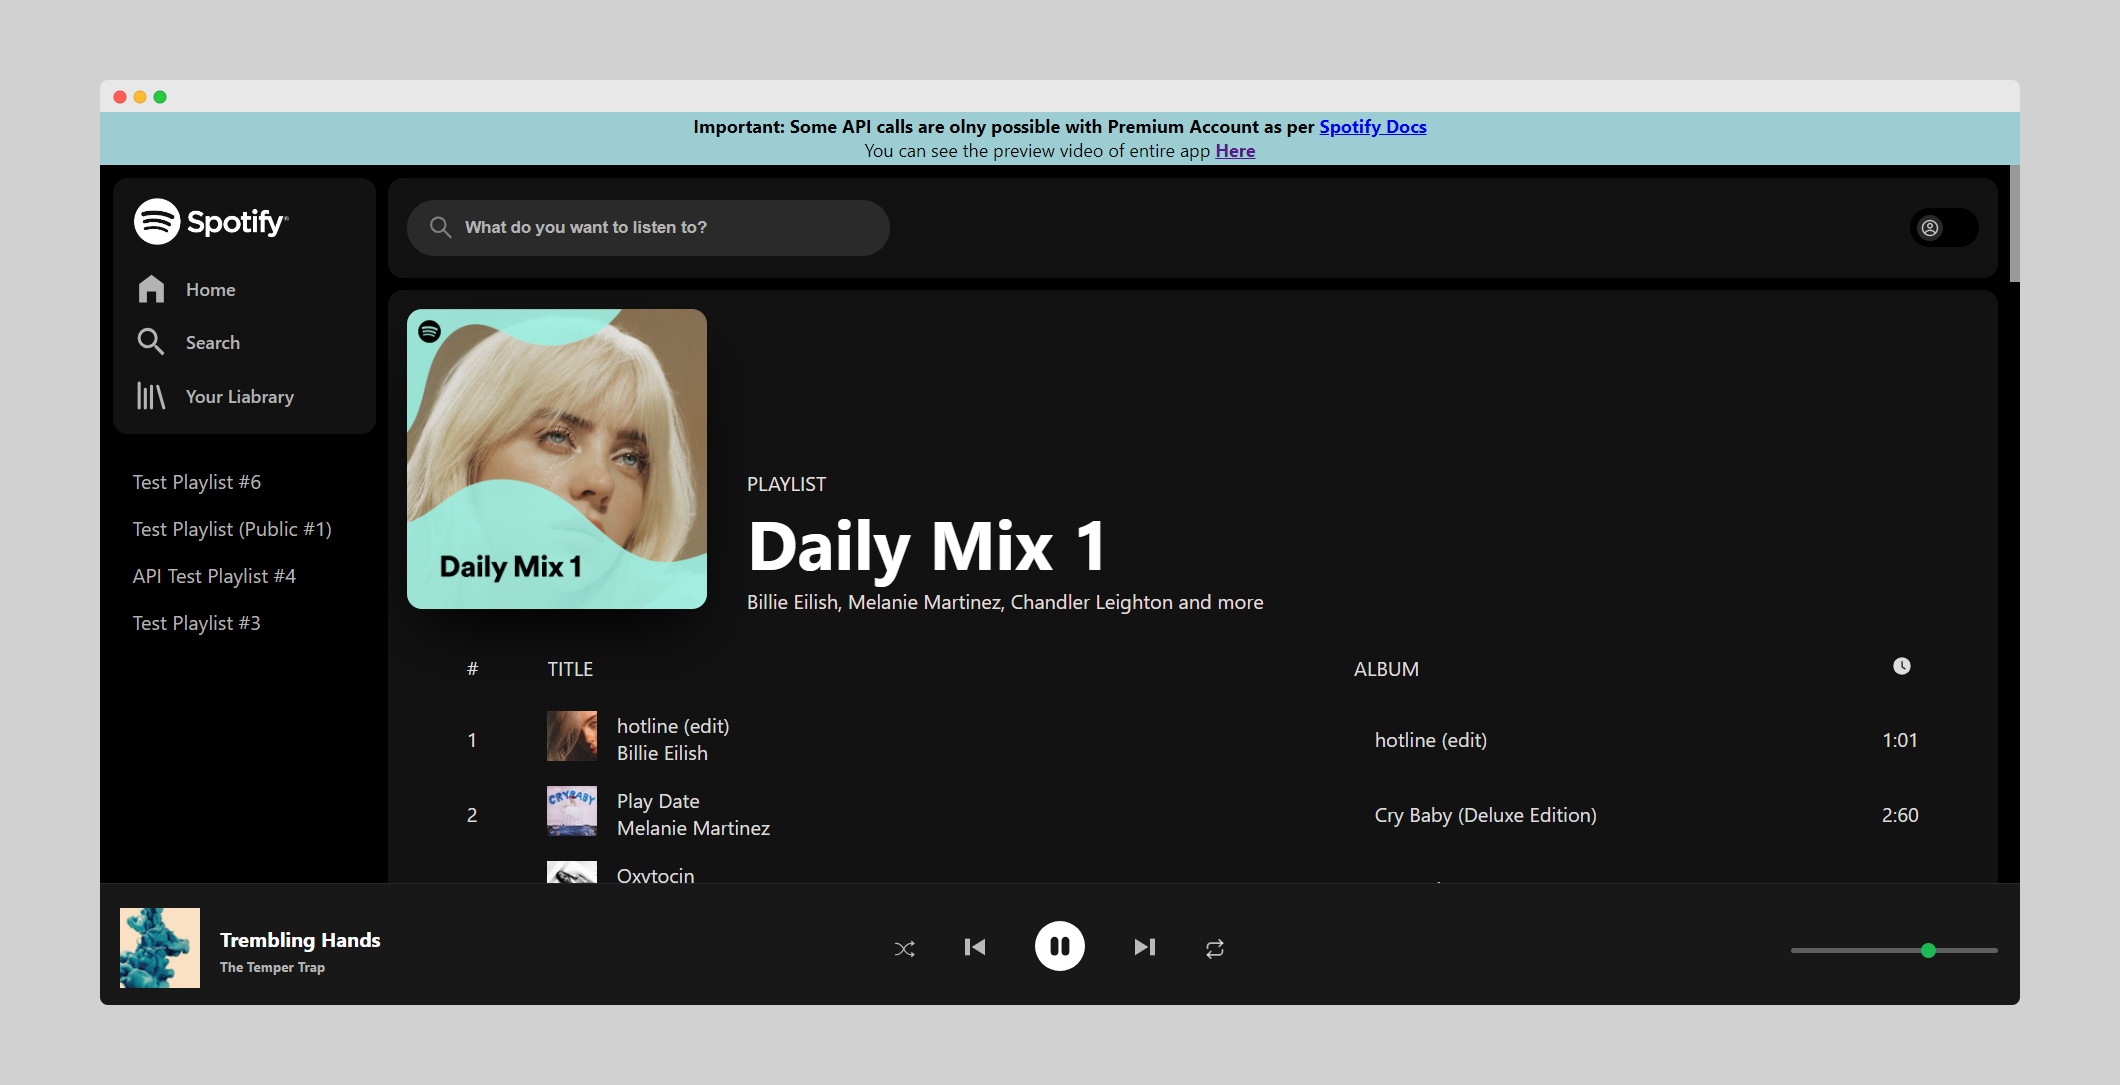 Important: Some API calls are olny possible with Premium Account as per Spotify Docs
You can see the preview video of entire app Here
Spotify
Home
Search
Your Liabrary
Test Playlist #6
Test Playlist (Public #1)
API Test Playlist #4
Test Playlist #3
What do you want to listen to?
Daily Mix 1
PLAYLIST
Daily Mix 1
Billie Eilish, Melanie Martinez, Chandler Leighton and more
# TITLE ALBUM
1 hotline (edit) hotline (edit) 1:01
Billie Eilish
CRYBABY
2 Play Date Cry Baby (Deluxe Edition) 2:60
Melanie Martinez
Oxytocin
Trembling Hands
The Temper Trap